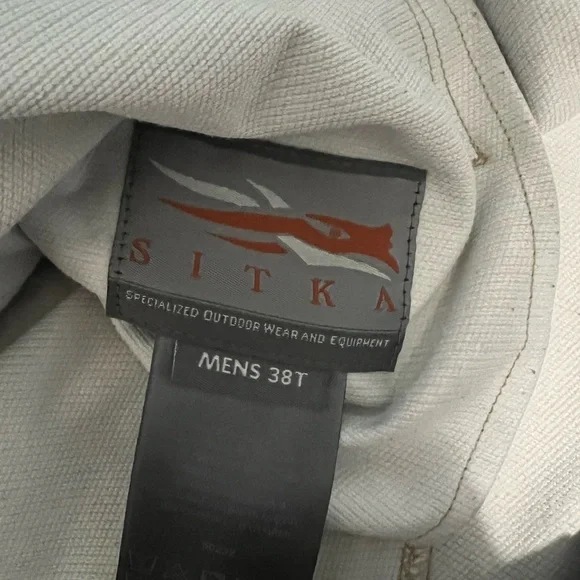 SITKA
SPECIALIZED OUTDOOR WEAR AND EQUIPMENT
MENS 38T